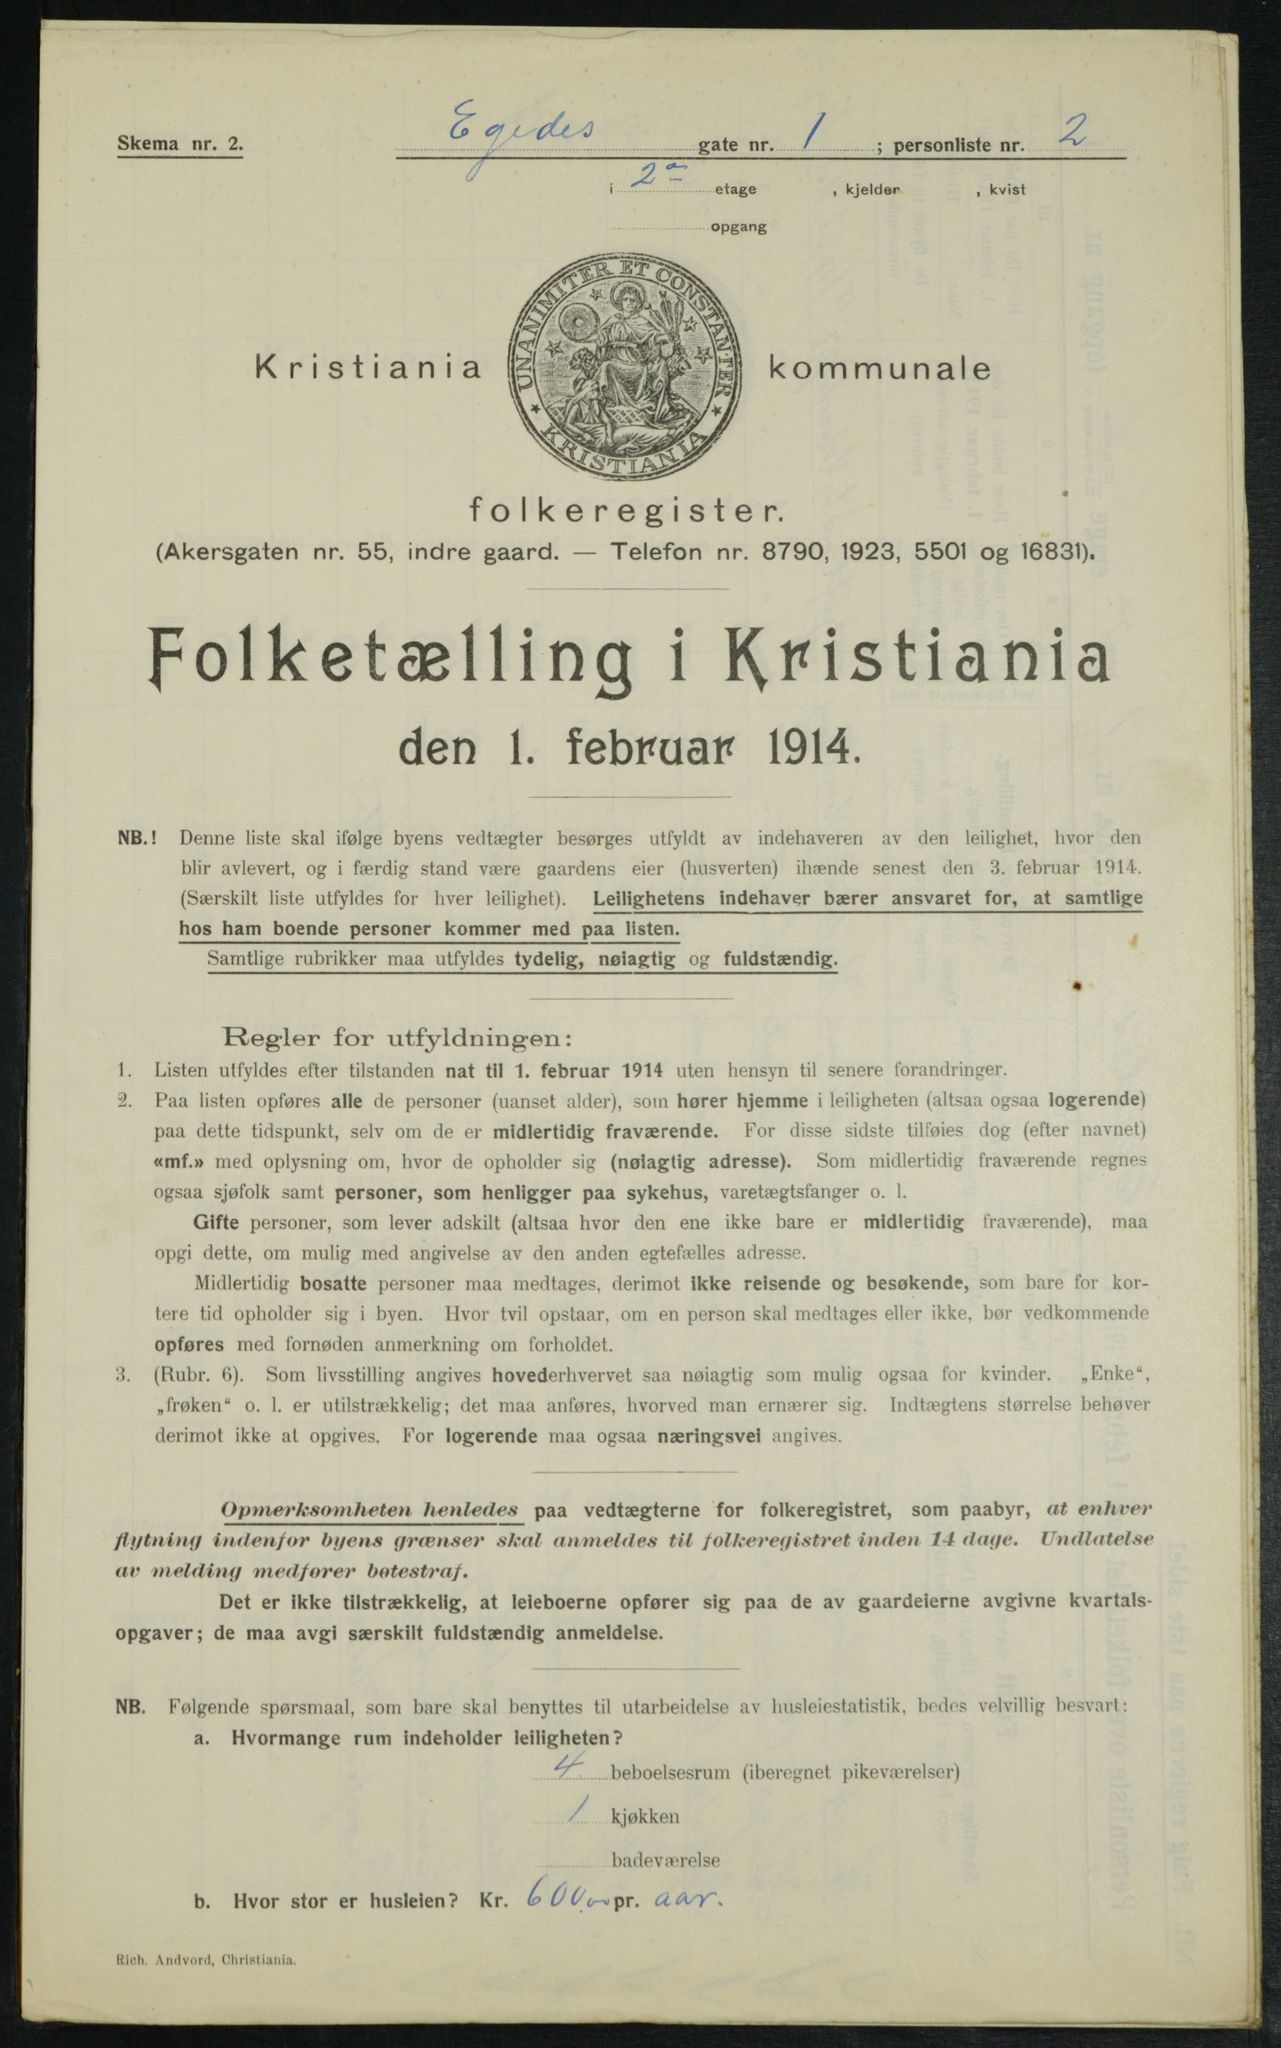 Skema nr. 2.
Egedes gate nr. 1 ; personliste nr. 2
i 2den etage , kjelder , kvist
opgang
UNANIMITER ET CONSTANTER
KRISTIANIA
Kristiania kommunale
folkeregister.
(Akersgaten nr. 55, indre gaard. — Telefon nr. 8790, 1923, 5501 og 16831).
Folketælling i Kristiania
den 1. februar 1914.
NB.! Denne liste skal ifølge byens vedtægter besørges utfyldt av indehaveren av den leilighet, hvor den
blir avlevert, og i færdig stand være gaardens eier (husverten) ihænde senest den 3. februar 1914.
(Særskilt liste utfyldes for hver leilighet). Leilighetens indehaver bærer ansvaret for, at samtlige
hos ham boende personer kommer med paa listen.
Samtlige rubrikker maa utfyldes tydelig, nøiagtig og fuldstændig.
Regler for utfyldningen:
1. Listen utfyldes efter tilstanden nat til 1. februar 1914 uten hensyn til senere forandringer.
2. Paa listen opføres alle de personer (uanset alder), som hører hjemme i leiligheten (altsaa ogsaa logerende)
paa dette tidspunkt, selv om de er midlertidig fraværende. For disse sidste tilføies dog (efter navnet)
«mf.» med oplysning om, hvor de opholder sig (nøiagtig adresse). Som midlertidig fraværende regnes
ogsaa sjøfolk samt personer, som henligger paa sykehus, varetægtsfanger o. l.
Gifte personer, som lever adskilt (altsaa hvor den ene ikke bare er midlertidig fraværende), maa
opgi dette, om mulig med angivelse av den anden egtefælles adresse.
Midlertidig bosatte personer maa medtages, derimot ikke reisende og besøkende, som bare for kor-
tere tid opholder sig i byen. Hvor tvil opstaar, om en person skal medtages eller ikke, bør vedkommende
opføres med fornøden anmerkning om forholdet.
3. (Rubr. 6). Som livsstilling angives hovederhvervet saa nøiagtig som mulig ogsaa for kvinder. „Enke“,
„frøken“ o. l. er utilstrækkelig; det maa anføres, hvorved man ernærer sig. Indtægtens størrelse behøver
derimot ikke at opgives. For logerende maa ogsaa næringsvei angives.
Opmerksomheten henledes paa vedtægterne for folkeregistret, som paabyr, at enhver
flytning indenfor byens grænser skal anmeldes til folkeregistret inden 14 dage. Undlatelse
av melding medfører bøtestraf.
Det er ikke tilstrækkelig, at leieboerne opfører sig paa de av gaardeierne avgivne kvartals-
opgaver; de maa avgi særskilt fuldstændig anmeldelse.
NB. Følgende spørsmaal, som bare skal benyttes til utarbeidelse av husleiestatistik, bedes velvillig besvart:
a. Hvormange rum indeholder leiligheten?
4 beboelsesrum (iberegnet pikeværelser)
1 kjøkken
badeværelse
b. Hvor stor er husleien? Kr. 600,00 pr. aar.
Rich. Andvord, Christiania.